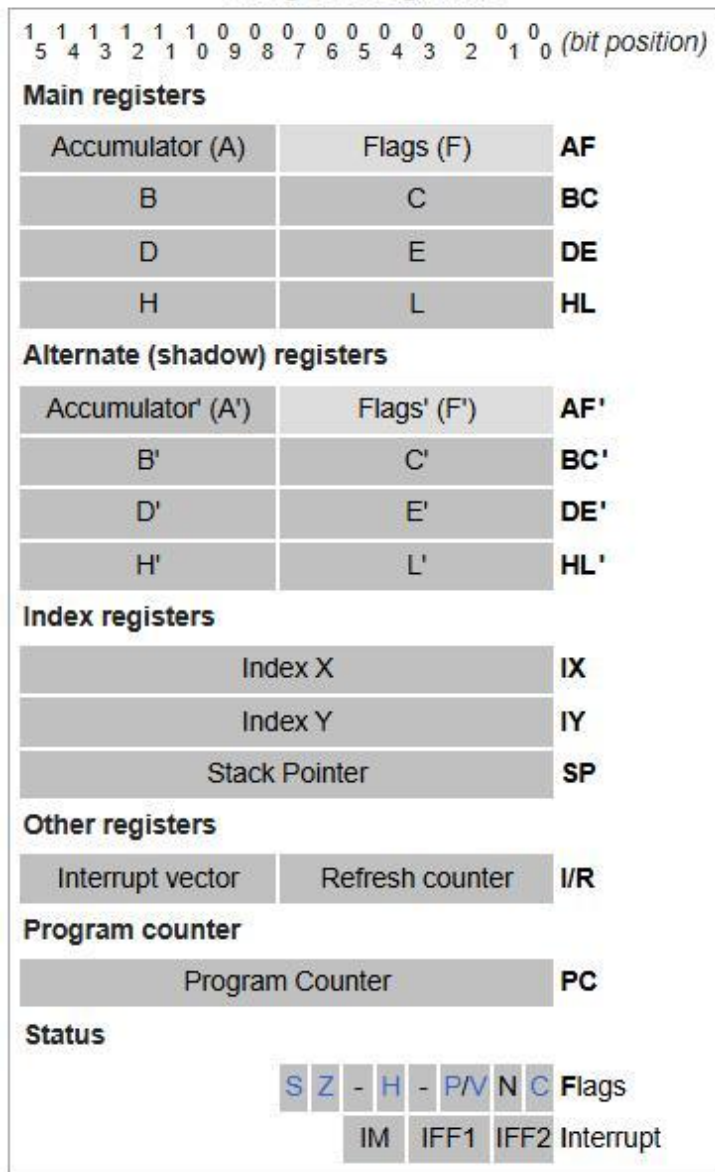 1 1 1 1 1 1 0 0 0 0 0 0 0 0 0 0 (bit position)
5 4 3 2 1 0 9 8 7 6 5 4 3 2 1 0
Main registers
Accumulator (A) Flags (F) AF
B C BC
D E DE
H L HL
Alternate (shadow) registers
Accumulator' (A') Flags' (F') AF'
B' C' BC'
D' E' DE'
H' L' HL'
Index registers
Index X IX
Index Y IY
Stack Pointer SP
Other registers
Interrupt vector Refresh counter I/R
Program counter
Program Counter PC
Status
S Z - H - P/V N C Flags
IM IFF1 IFF2 Interrupt